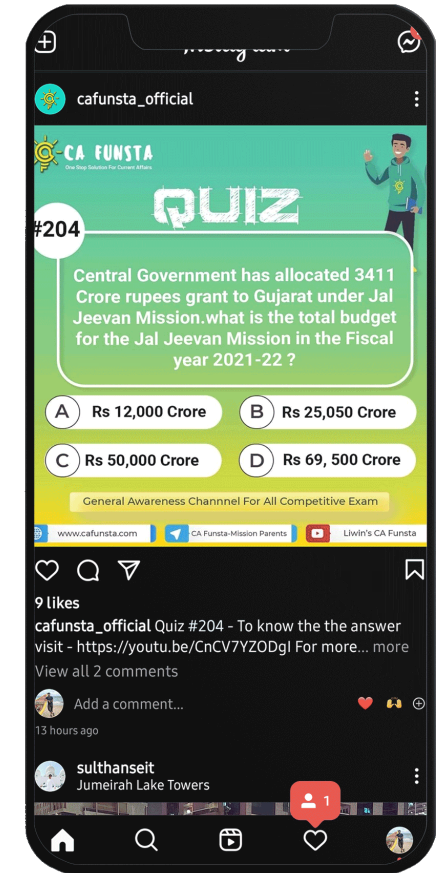 cafunsta_official
CA FUNSTA
One Stop Solution For Current Affairs
QUIZ
#204
Central Government has allocated 3411
Crore rupees grant to Gujarat under Jal
Jeevan Mission.what is the total budget
for the Jal Jeevan Mission in the Fiscal
year 2021-22 ?
A Rs 12,000 Crore
B Rs 25,050 Crore
C Rs 50,000 Crore
D Rs 69, 500 Crore
General Awareness Channnel For All Competitive Exam
www.cafunsta.com
CA Funsta-Mission Parents
Liwin's CA Funsta
9 likes
cafunsta_official Quiz #204 - To know the the answer
visit - https://youtu.be/CnCV7YZODgI For more... more
View all 2 comments
Add a comment...
13 hours ago
sulthanseit
Jumeirah Lake Towers
1